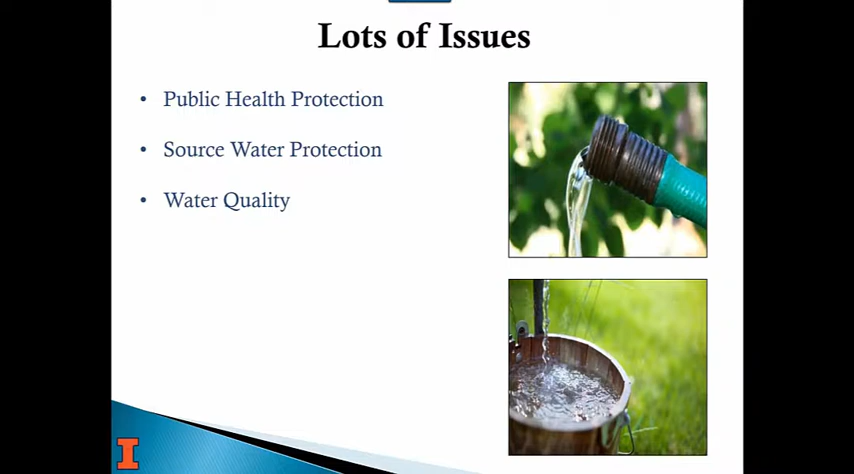 Lots of Issues
• Public Health Protection
• Source Water Protection
• Water Quality
I